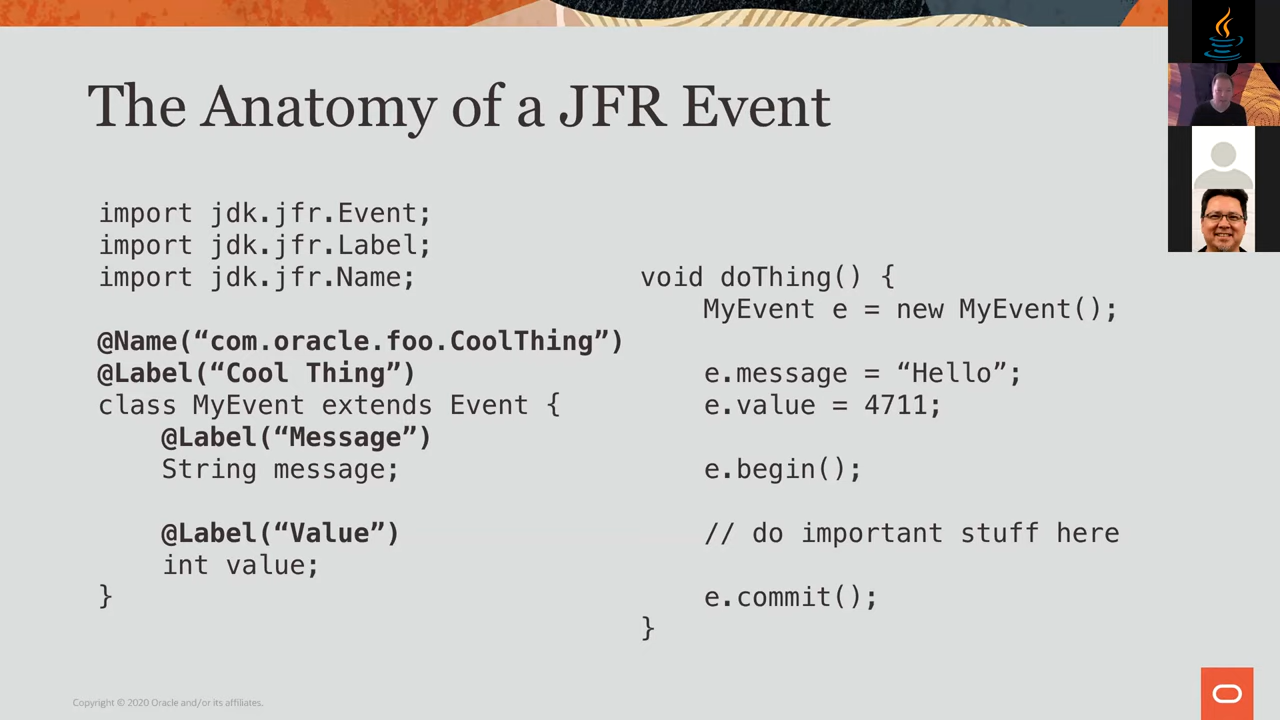 The Anatomy of a JFR Event
import jdk.jfr.Event;
import jdk.jfr.Label;
import jdk.jfr.Name;
@Name(“com.oracle.foo.CoolThing”)
@Label(“Cool Thing”)
class MyEvent extends Event {
@Label(“Message”)
String message;
@Label(“Value”)
int value;
}
void doThing() {
MyEvent e = new MyEvent();
e.message = “Hello”;
e.value = 4711;
e.begin();
// do important stuff here
e.commit();
}
Copyright © 2020 Oracle and/or its affiliates.